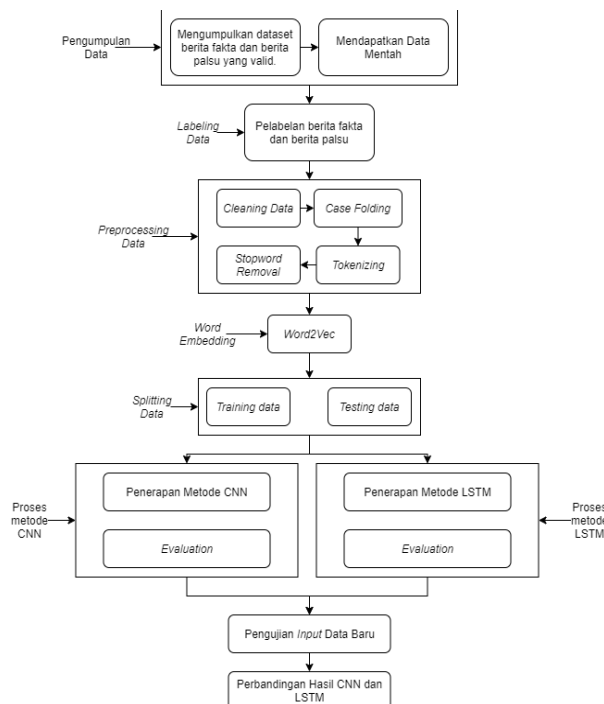 Pengumpulan
Data
Mengumpulkan dataset
berita fakta dan berita
palsu yang valid.
Mendapatkan Data
Mentah
Labeling
Data
Pelabelan berita fakta
dan berita palsu
Preprocessing
Data
Cleaning Data
Case Folding
Stopword
Removal
Tokenizing
Word
Embedding
Word2Vec
Splitting
Data
Training data
Testing data
Proses
metode
CNN
Penerapan Metode CNN
Evaluation
Penerapan Metode LSTM
Evaluation
Proses
metode
LSTM
Pengujian Input Data Baru
Perbandingan Hasil CNN dan
LSTM